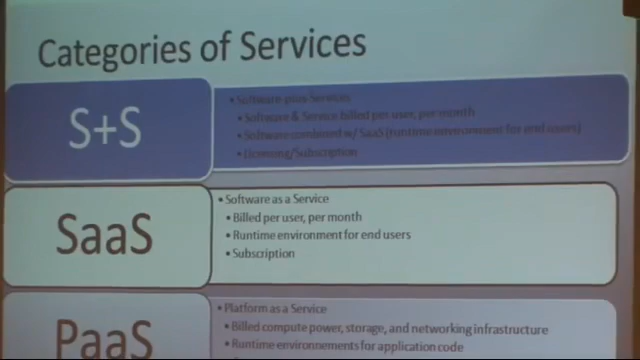 Categories of Services
S+S
• Software-plus-Services
• Software & Service billed per user, per month
• Software combined w/ SaaS (runtime environment for end users)
• Licensing/Subscription
SaaS
• Software as a Service
• Billed per user, per month
• Runtime environment for end users
• Subscription
PaaS
• Platform as a Service
• Billed compute power, storage, and networking infrastructure
• Runtime environnements for application code